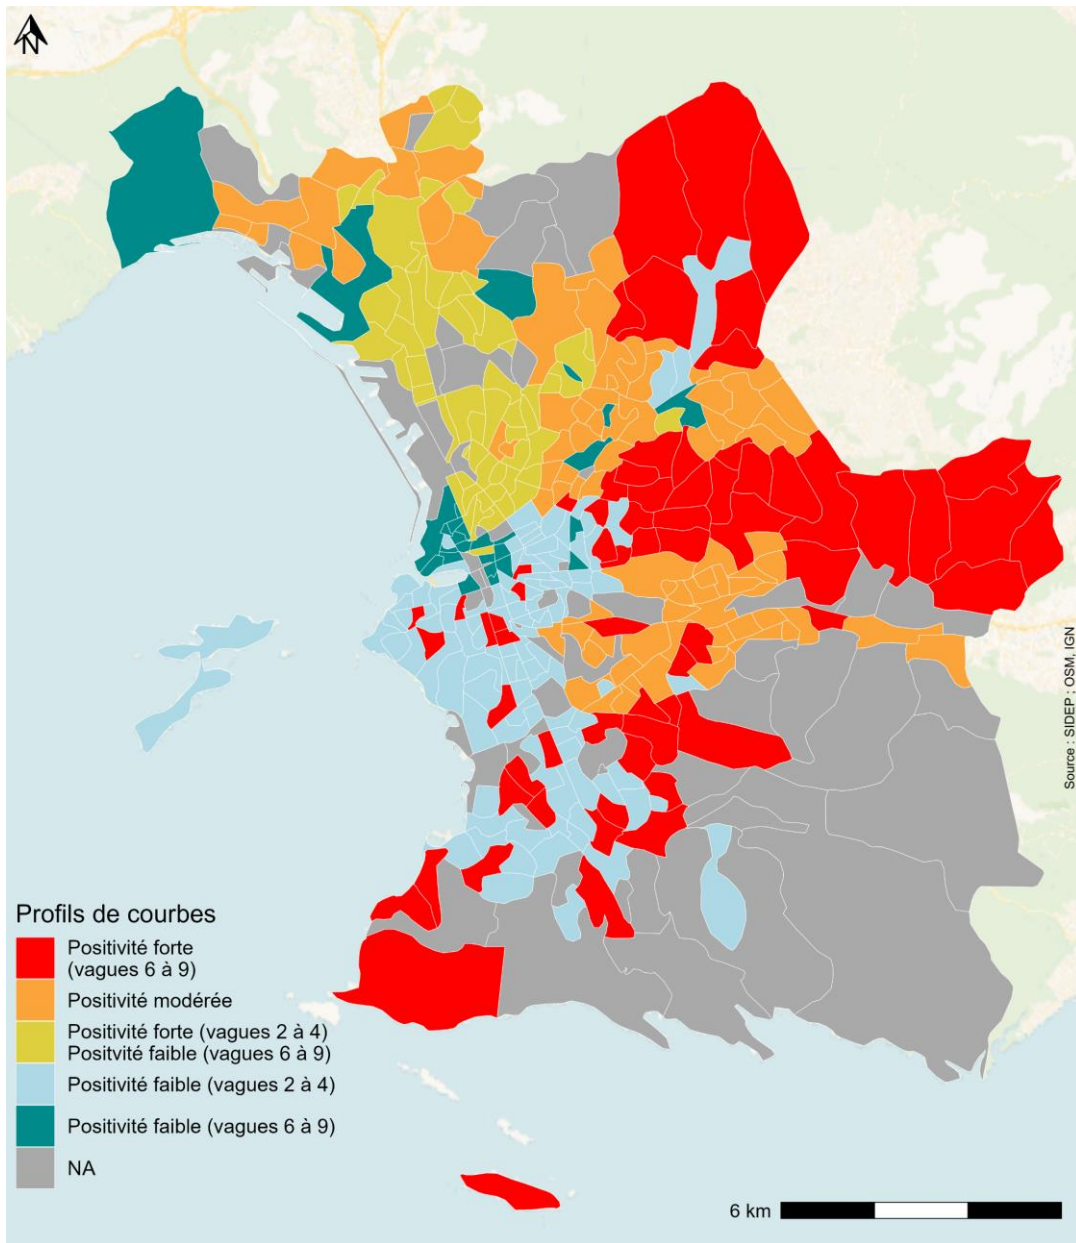 N
Source : SIDEP ; OSM, IGN
Profils de courbes
Positivité forte
(vagues 6 à 9)
Positivité modérée
Positivité forte (vagues 2 à 4)
Positvité faible (vagues 6 à 9)
Positivité faible (vagues 2 à 4)
Positivité faible (vagues 6 à 9)
NA
6 km